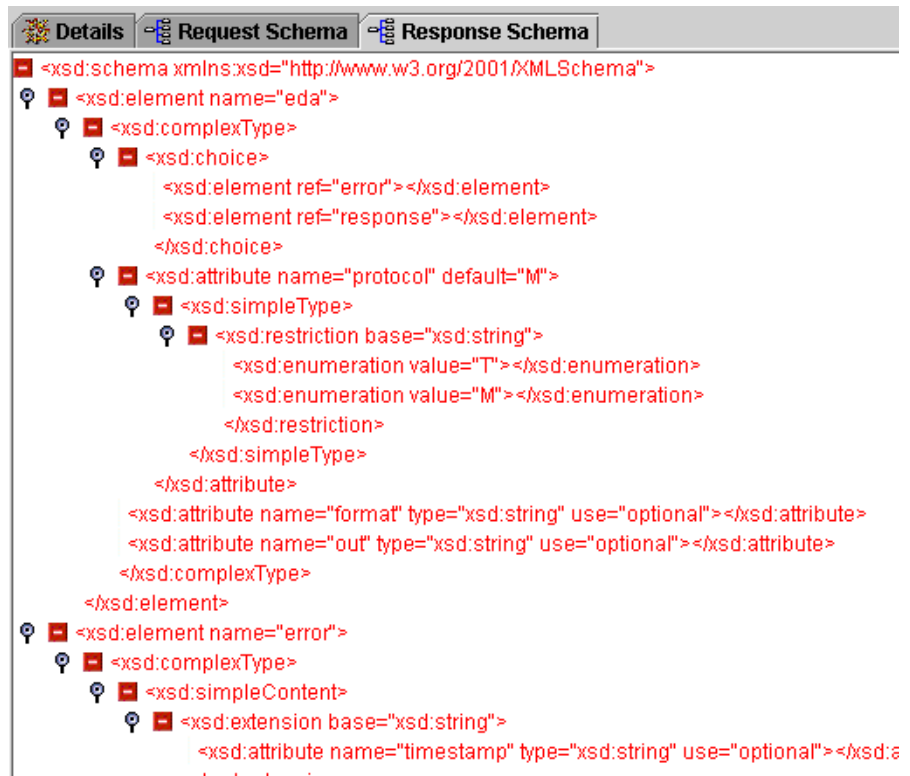 Details Request Schema Response Schema
<xsd:schema xmlns:xsd="http://www.w3.org/2001/XMLSchema">
<xsd:element name="eda">
<xsd:complexType>
<xsd:choice>
<xsd:element ref="error"></xsd:element>
<xsd:element ref="response"></xsd:element>
</xsd:choice>
<xsd:attribute name="protocol" default="M">
<xsd:simpleType>
<xsd:restriction base="xsd:string">
<xsd:enumeration value="T"></xsd:enumeration>
<xsd:enumeration value="M"></xsd:enumeration>
</xsd:restriction>
</xsd:simpleType>
</xsd:attribute>
<xsd:attribute name="format" type="xsd:string" use="optional"></xsd:attribute>
<xsd:attribute name="out" type="xsd:string" use="optional"></xsd:attribute>
</xsd:complexType>
</xsd:element>
<xsd:element name="error">
<xsd:complexType>
<xsd:simpleContent>
<xsd:extension base="xsd:string">
<xsd:attribute name="timestamp" type="xsd:string" use="optional"></xsd:a